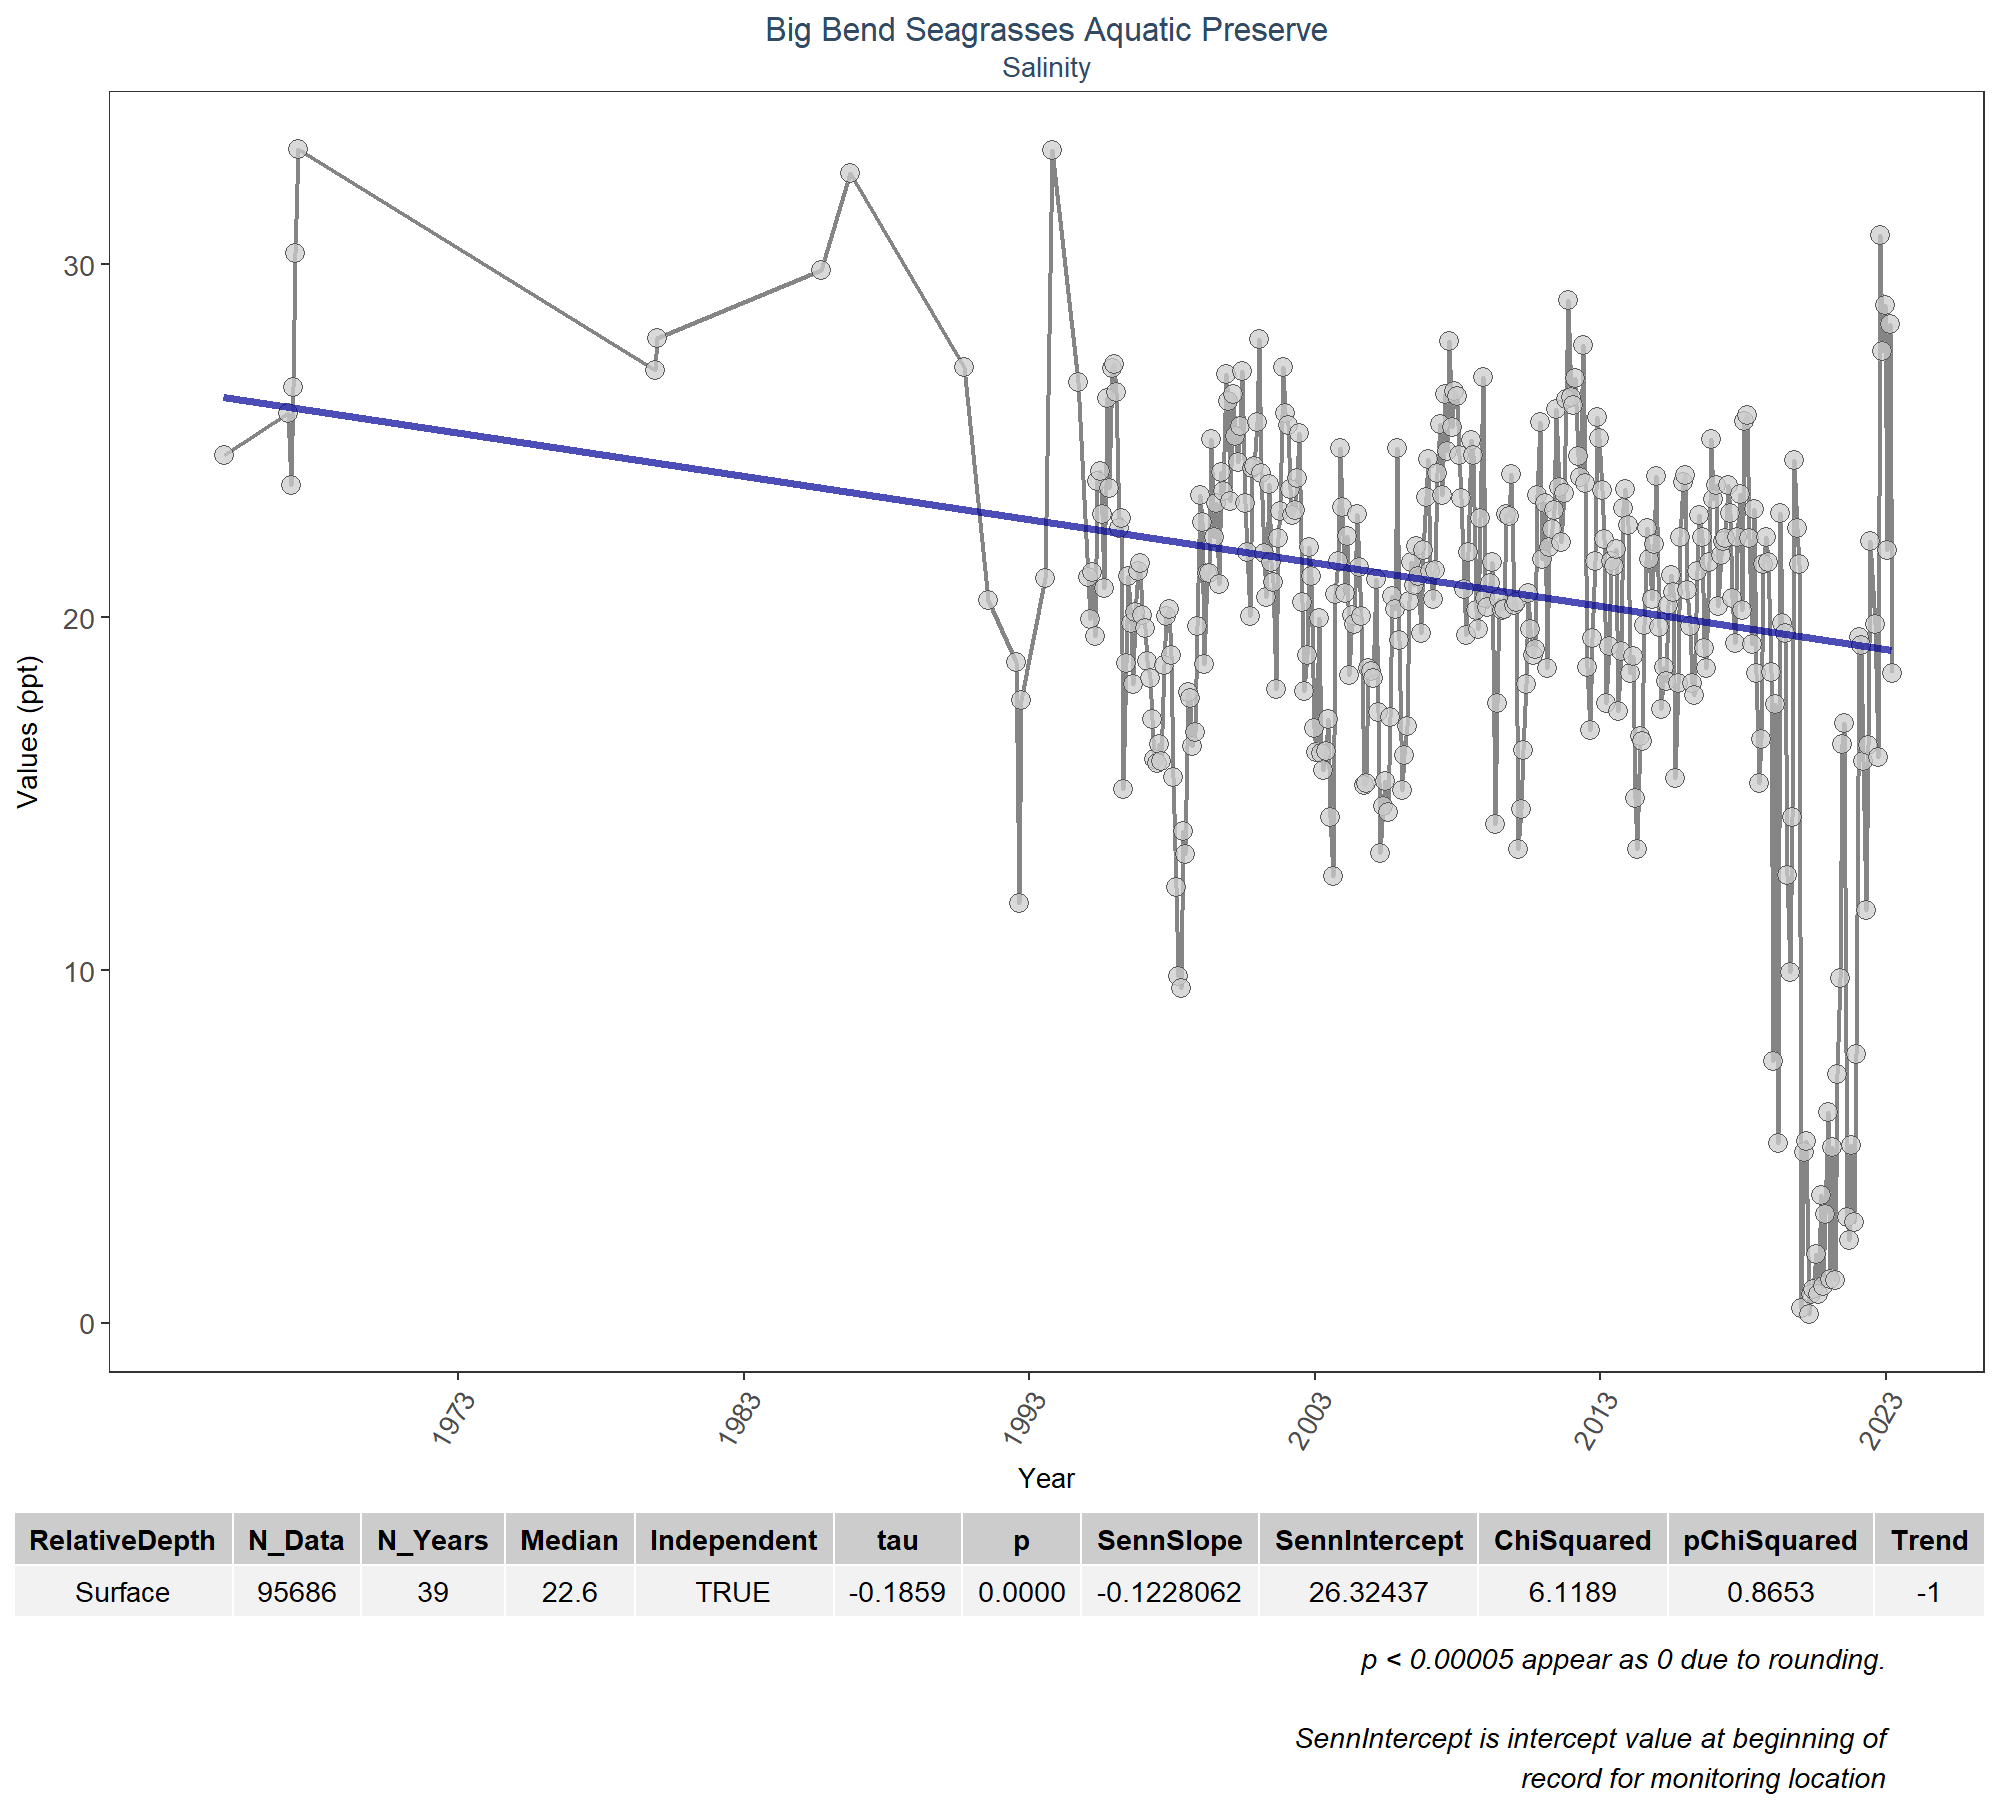 Big Bend Seagrasses Aquatic Preserve
Salinity
Values (ppt)
30
20
10
0
1973
1983
1993
2003
2013
2023
Year
RelativeDepth N_Data N_Years Median Independent tau p SennSlope SennIntercept ChiSquared pChiSquared Trend
Surface 95686 39 22.6 TRUE -0.1859 0.0000 -0.1228062 26.32437 6.1189 0.8653 -1
p < 0.00005 appear as 0 due to rounding.
SennIntercept is intercept value at beginning of
record for monitoring location